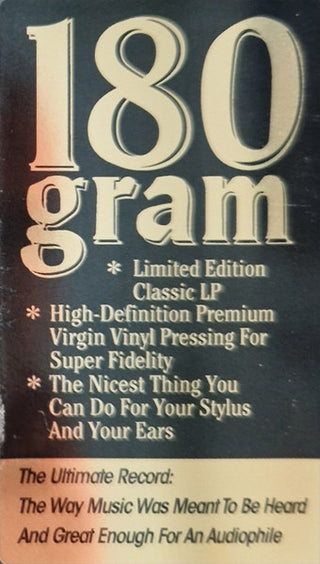 180
gram
* Limited Edition
Classic LP
* High-Definition Premium
Virgin Vinyl Pressing For
Super Fidelity
* The Nicest Thing You
Can Do For Your Stylus
And Your Ears
The Ultimate Record:
The Way Music Was Meant To Be Heard
And Great Enough For An Audiophile